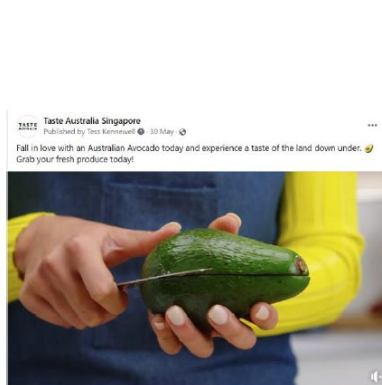 TASTE
AUSTRALIA
Taste Australia Singapore
Published by Tess Kennewell · 30 May ·
Fall in love with an Australian Avocado today and experience a taste of the land down under. 🥑
Grab your fresh produce today!